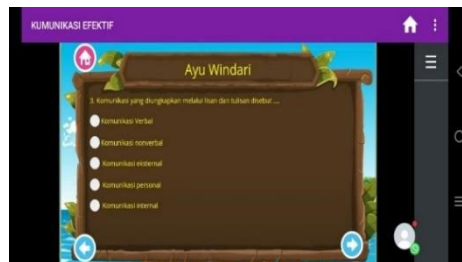 KUMUNIKASI EFEKTIF
Ayu Windari
3. Komunikasi yang diungkapkan melalui lisan dan tulisan disebut ....
Komunikasi Verbal
Komunikasi nonverbal
Komunikasi eksternal
Komunikasi personal
Komunikasi internal